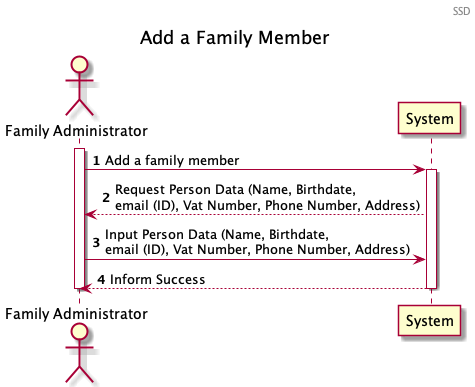 SSD
Add a Family Member
Family Administrator
System
1 Add a family member
2 Request Person Data (Name, Birthdate,
email (ID), Vat Number, Phone Number, Address)
3 Input Person Data (Name, Birthdate,
email (ID), Vat Number, Phone Number, Address)
4 Inform Success
Family Administrator
System